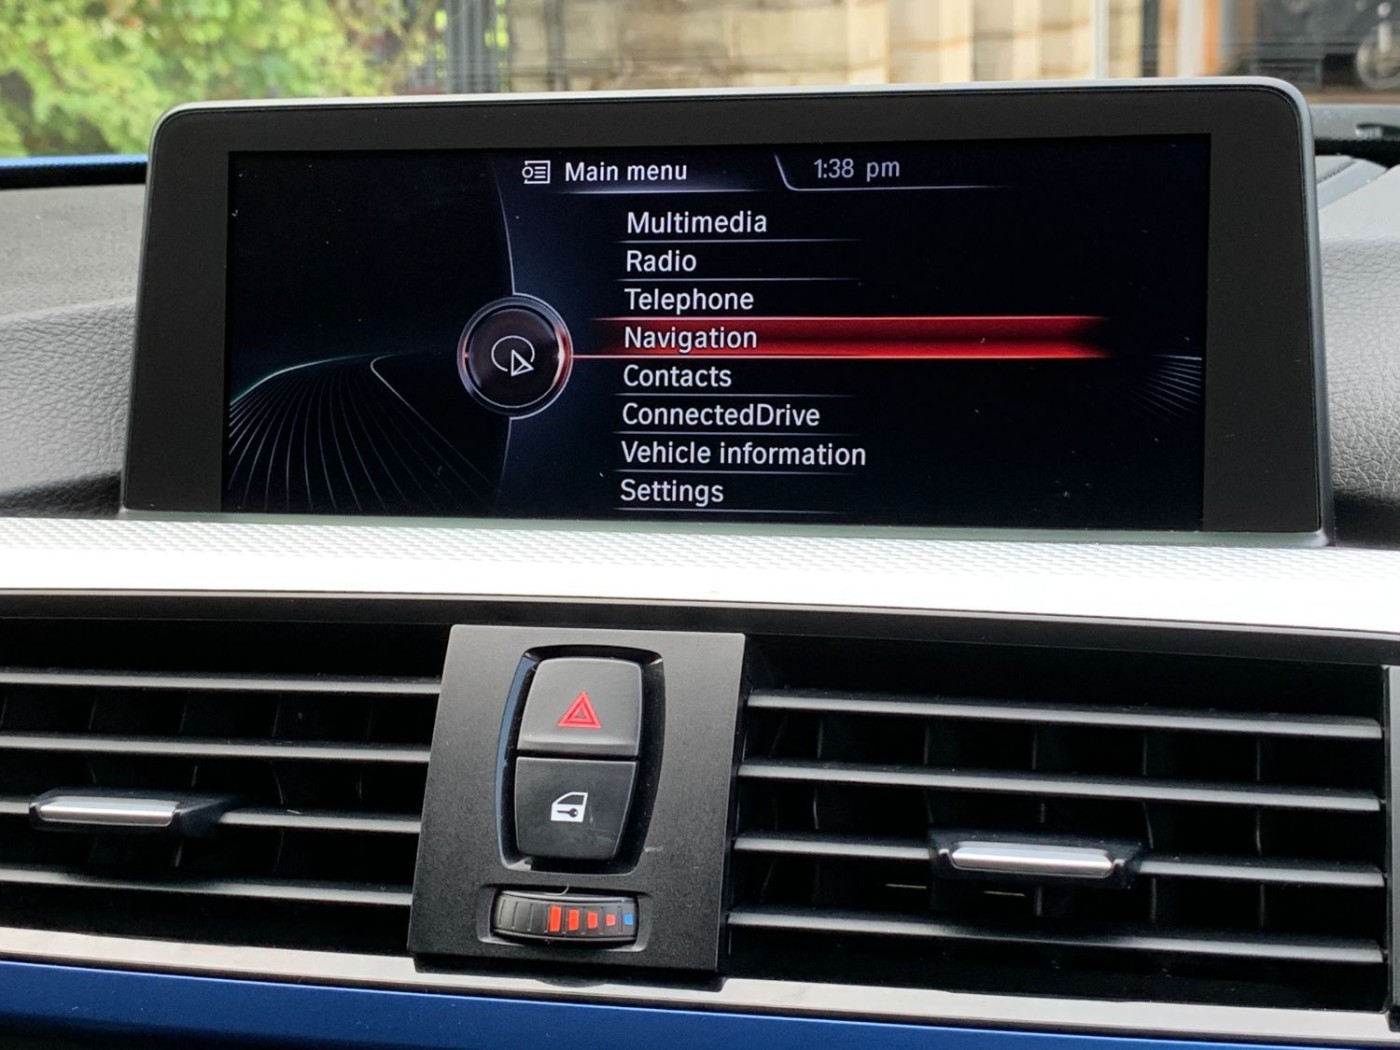 Main menu
1:38 pm
Multimedia
Radio
Telephone
Navigation
Contacts
ConnectedDrive
Vehicle information
Settings